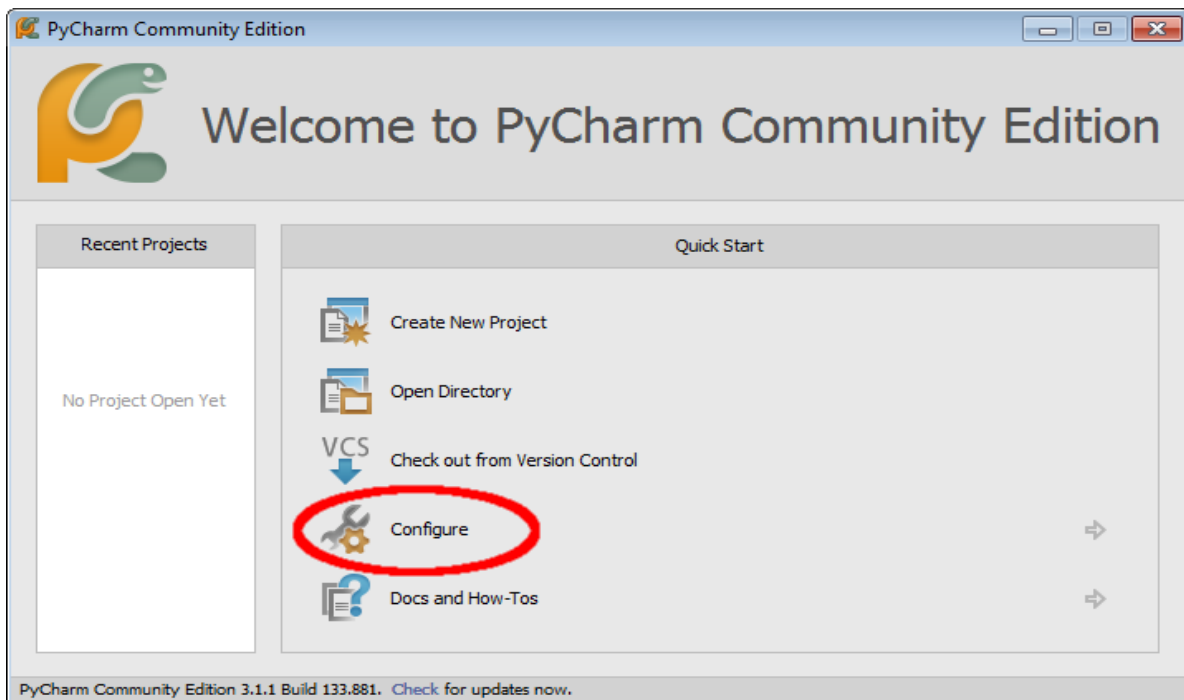 PyCharm Community Edition
Welcome to PyCharm Community Edition
Recent Projects
No Project Open Yet
Quick Start
Create New Project
Open Directory
VCS
Check out from Version Control
Configure
Docs and How-Tos
PyCharm Community Edition 3.1.1 Build 133.881. Check for updates now.